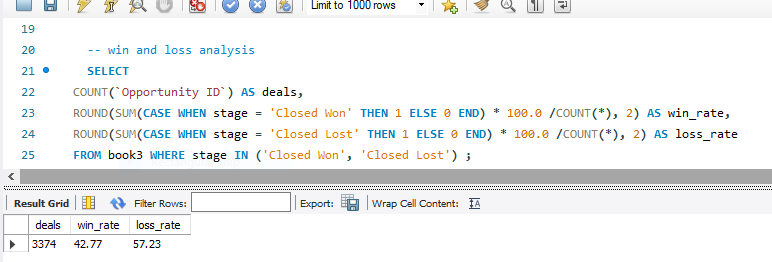 Limit to 1000 rows
19
20 -- win and loss analysis
21 SELECT
22 COUNT(`Opportunity ID`) AS deals,
23 ROUND(SUM(CASE WHEN stage = 'Closed Won' THEN 1 ELSE 0 END) * 100.0 /COUNT(*), 2) AS win_rate,
24 ROUND(SUM(CASE WHEN stage = 'Closed Lost' THEN 1 ELSE 0 END) * 100.0 /COUNT(*), 2) AS loss_rate
25 FROM book3 WHERE stage IN ('Closed Won', 'Closed Lost') ;
Result Grid Filter Rows: Export: Wrap Cell Content:
deals win_rate loss_rate
3374 42.77 57.23